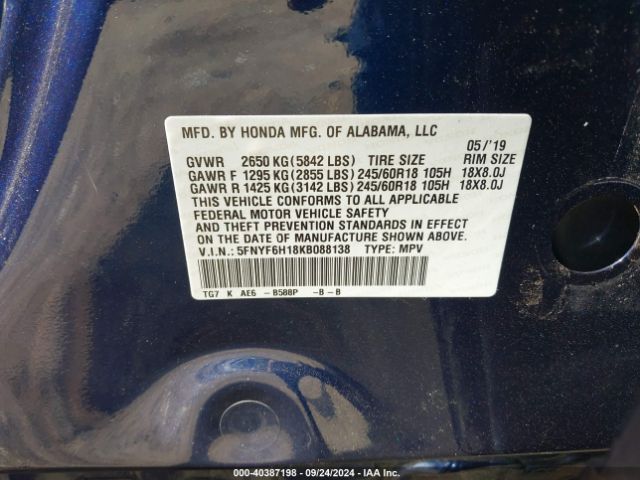 MFD. BY HONDA MFG. OF ALABAMA, LLC
05/'19
GVWR 2650 KG (5842 LBS) TIRE SIZE RIM SIZE
GAWR F 1295 KG (2855 LBS) 245/60R18 105H 18X8.0J
GAWR R 1425 KG (3142 LBS) 245/60R18 105H 18X8.0J
THIS VEHICLE CONFORMS TO ALL APPLICABLE
FEDERAL MOTOR VEHICLE SAFETY
AND THEFT PREVENTION STANDARDS IN EFFECT
ON THE DATE OF MANUFACTURE SHOWN ABOVE.
V.I.N.: 5FNYF6H18KB088138 TYPE: MPV
TG7 K AE6 -B588P -B-B
000-40387198 - 09/24/2024 - IAA Inc.